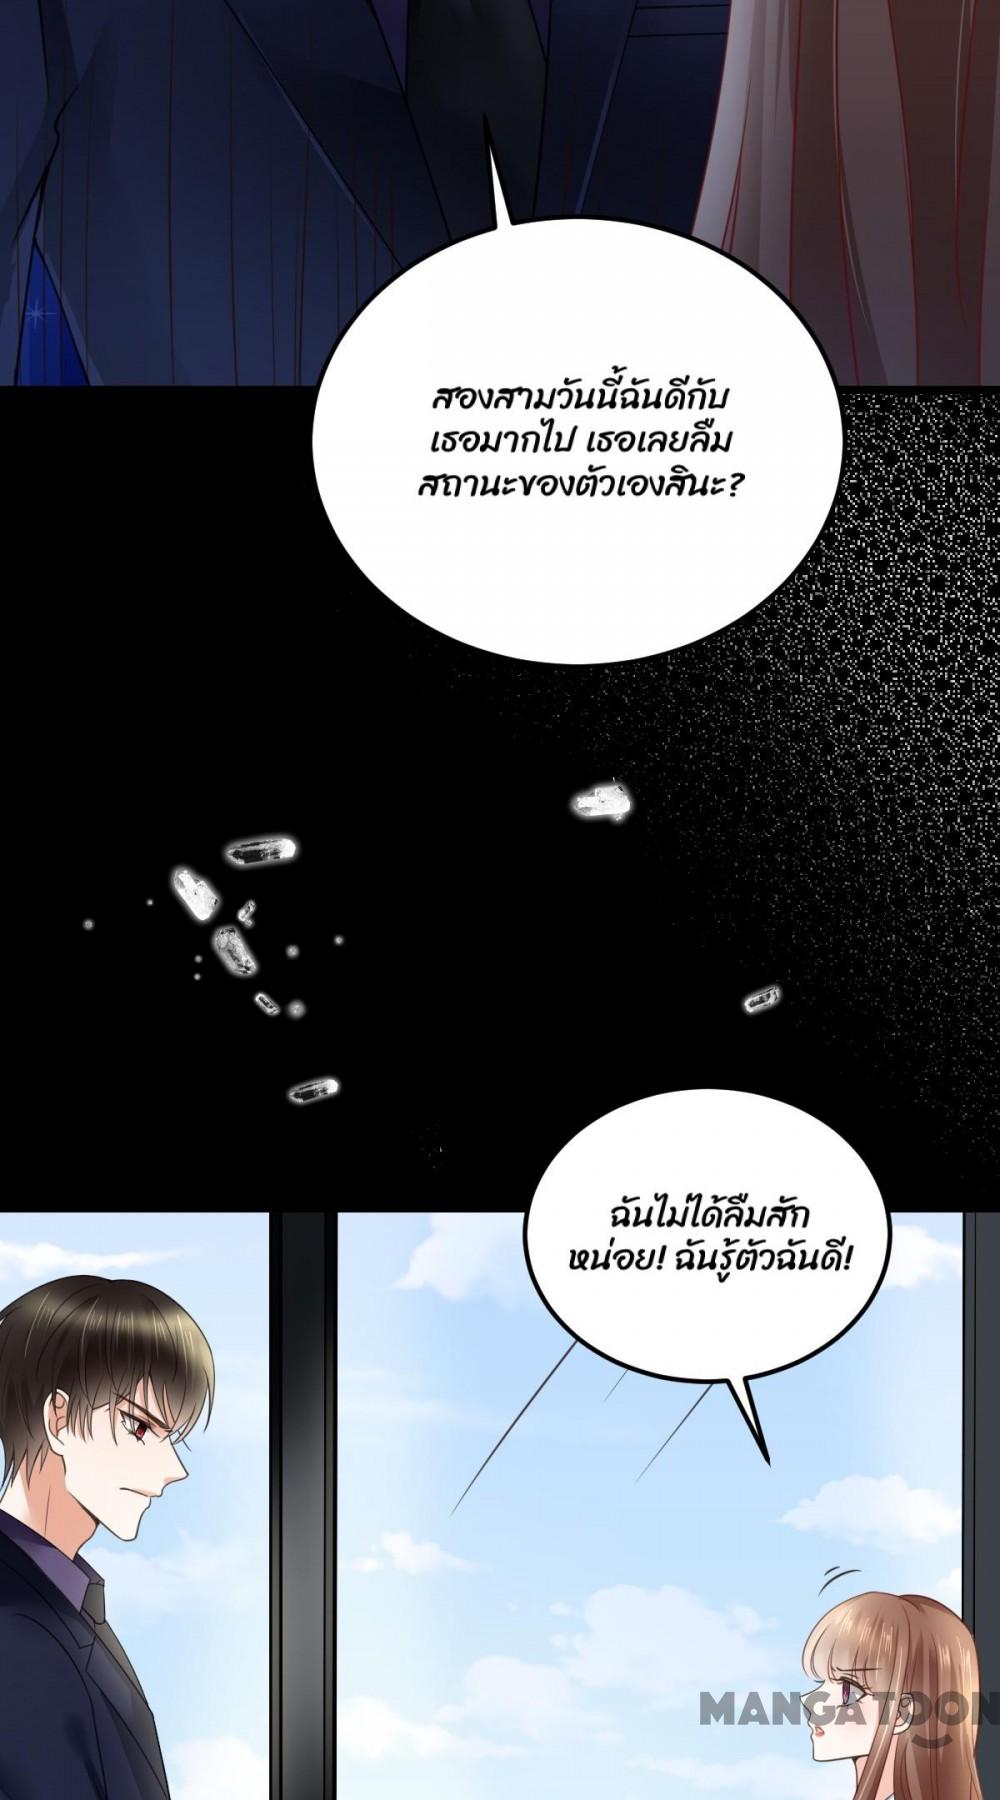 สองสามวันนี้ฉันดีกับ
เธอมากไป เธอเลยลืม
สถานะของตัวเองสินะ?
ฉันไม่ได้ลืมสัก
หน่อย! ฉันรู้ตัวฉันดี!
MANGATOON